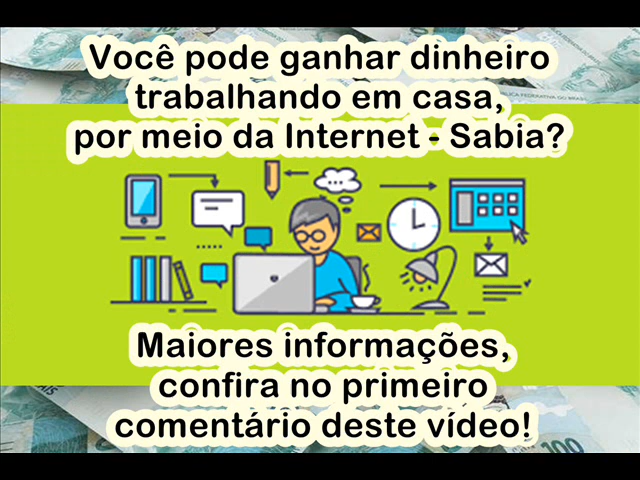 Você pode ganhar dinheiro
trabalhando em casa,
por meio da Internet - Sabia?
Maiores informações,
confira no primeiro
comentário deste vídeo!
100